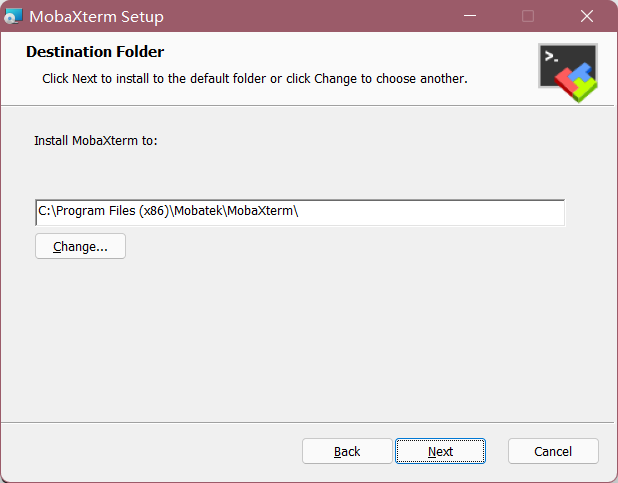 MobaXterm Setup
Destination Folder
Click Next to install to the default folder or click Change to choose another.
>_
Install MobaXterm to:
C:\Program Files (x86)\Mobatek\MobaXterm\
Change...
Back
Next
Cancel